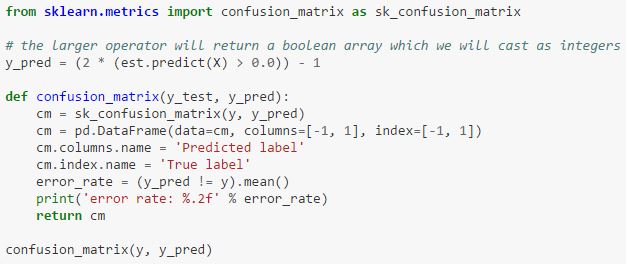 from sklearn.metrics import confusion_matrix as sk_confusion_matrix
# the larger operator will return a boolean array which we will cast as integers
y_pred = (2 * (est.predict(X) > 0.0)) - 1
def confusion_matrix(y_test, y_pred):
    cm = sk_confusion_matrix(y, y_pred)
    cm = pd.DataFrame(data=cm, columns=[-1, 1], index=[-1, 1])
    cm.columns.name = 'Predicted label'
    cm.index.name = 'True label'
    error_rate = (y_pred != y).mean()
    print('error rate: %.2f' % error_rate)
    return cm
confusion_matrix(y, y_pred)